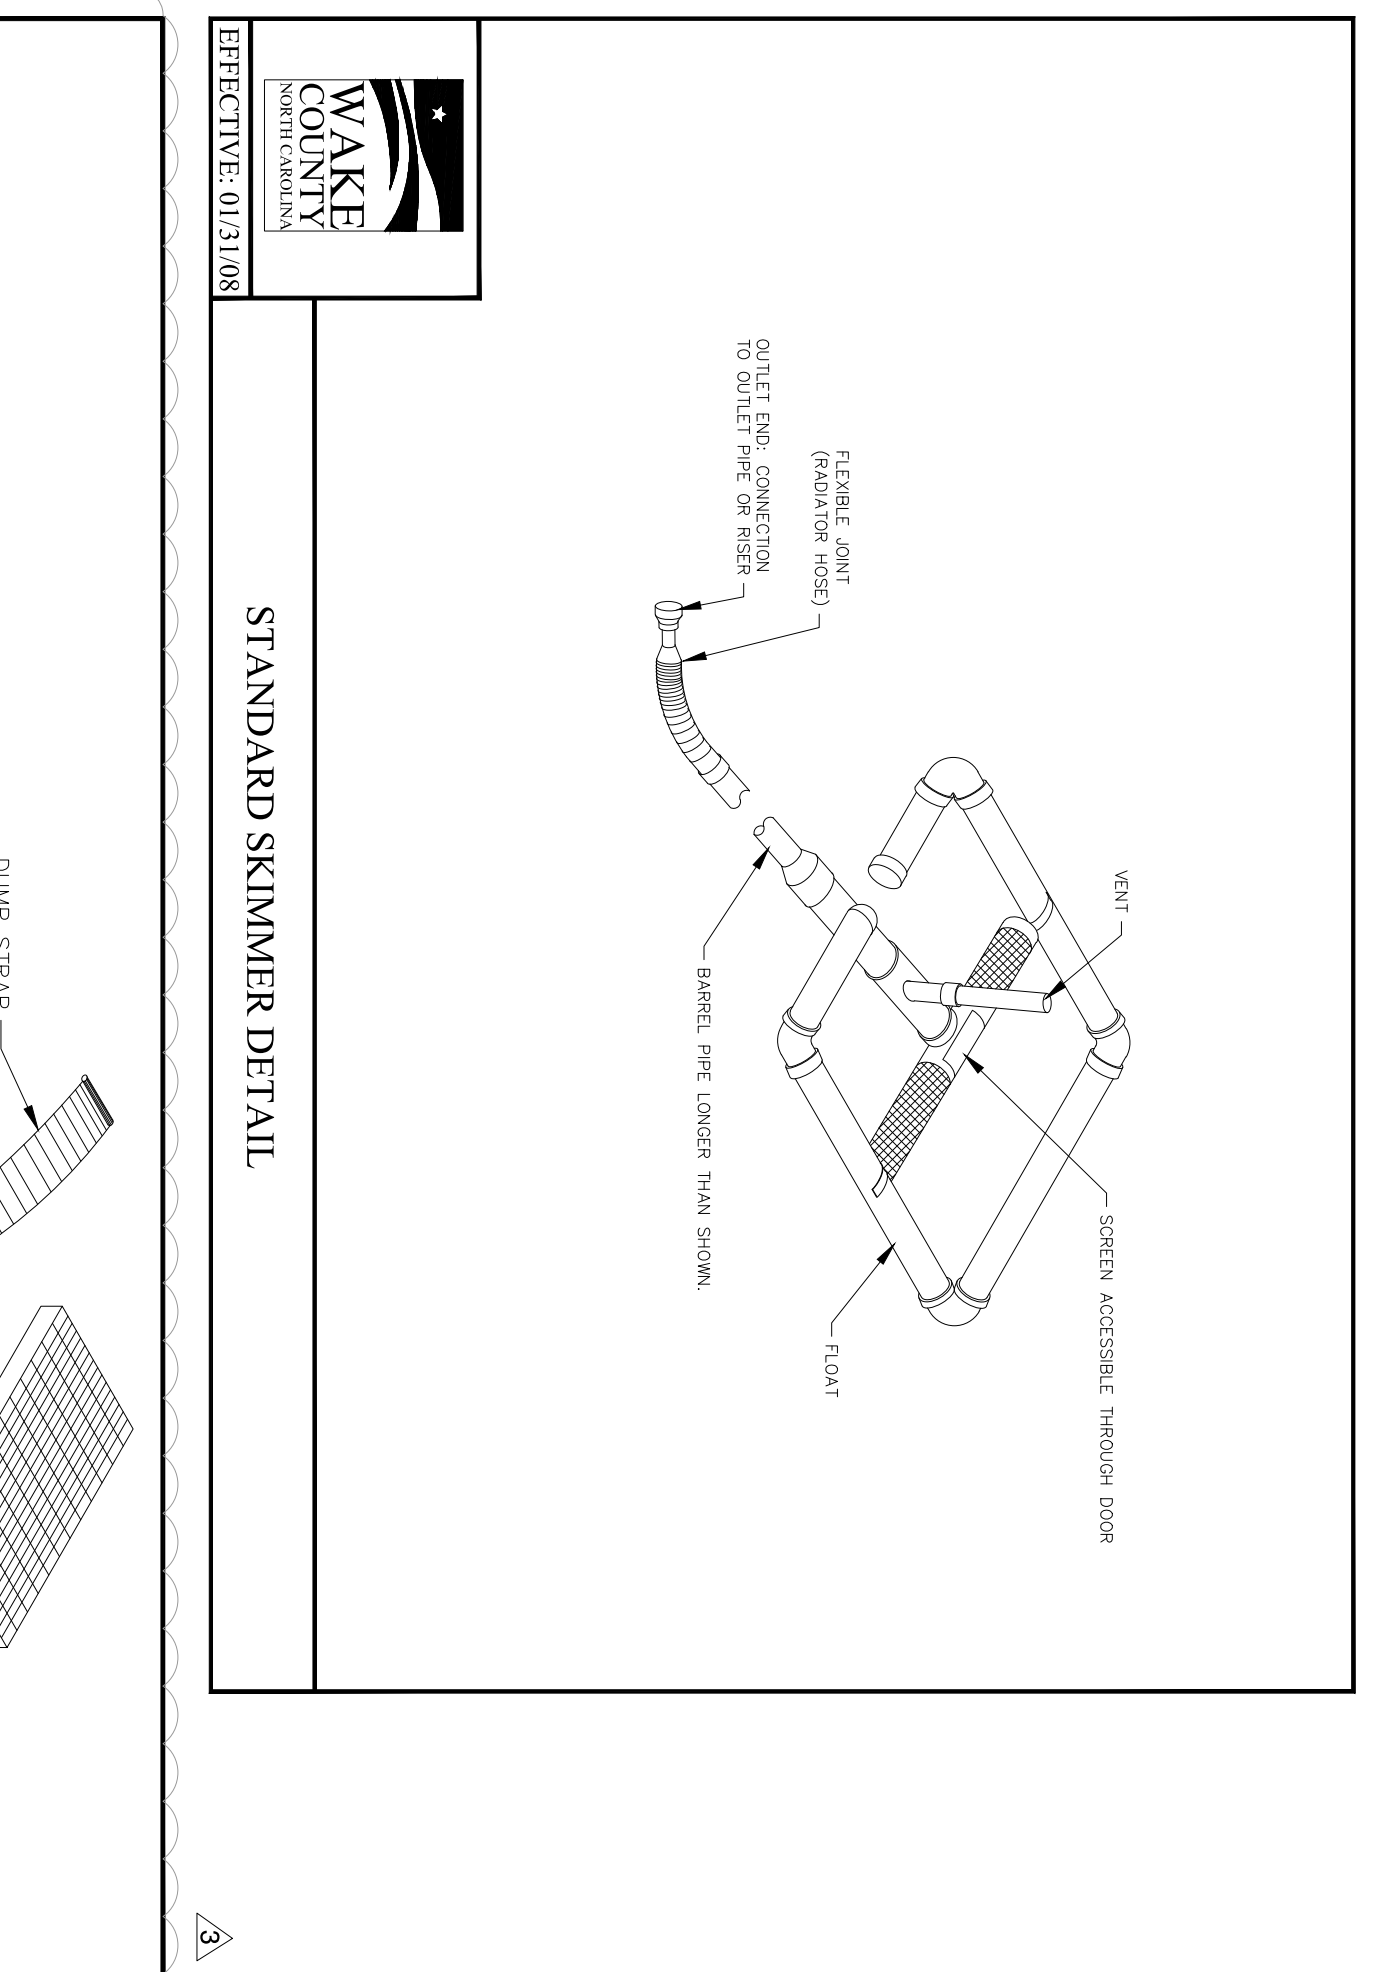 VENT
SCREEN ACCESSIBLE THROUGH DOOR
FLEXIBLE JOINT
(RADIATOR HOSE)
FLOAT
OUTLET END: CONNECTION
TO OUTLET PIPE OR RISER
BARREL PIPE LONGER THAN SHOWN.
WAKE
COUNTY
NORTH CAROLINA
EFFECTIVE: 01/31/08
STANDARD SKIMMER DETAIL
3
DUMP STRAP